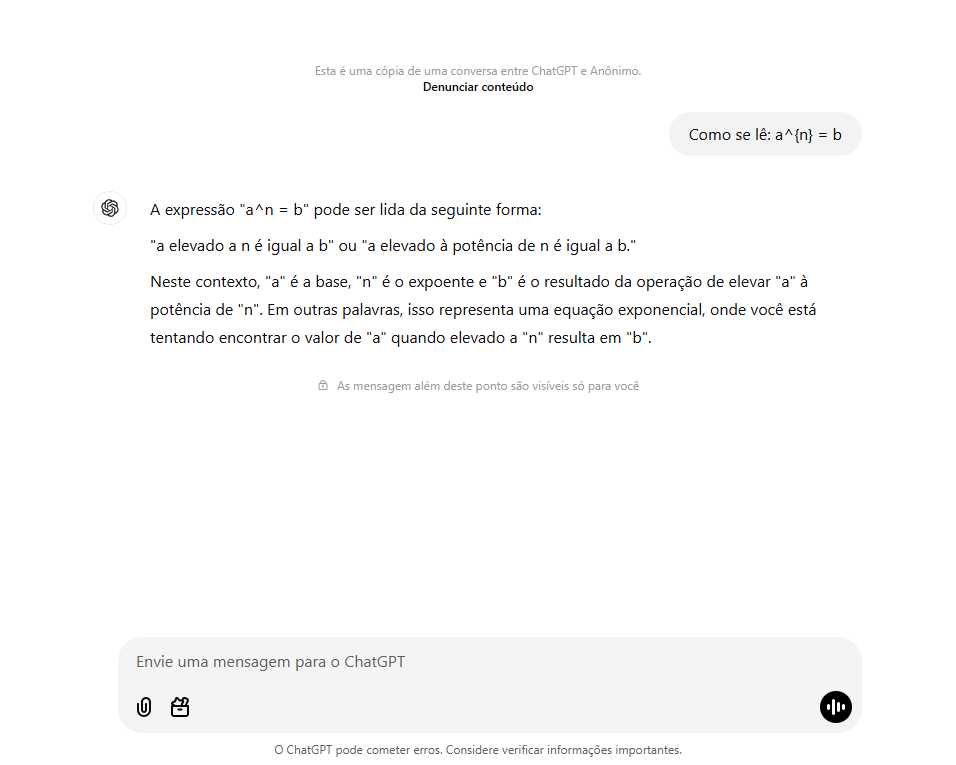 Esta é uma cópia de uma conversa entre ChatGPT e Anônimo.
Denunciar conteúdo
Como se lê: a^{n} = b
A expressão "a^n = b" pode ser lida da seguinte forma:
"a elevado a n é igual a b" ou "a elevado à potência de n é igual a b."
Neste contexto, "a" é a base, "n" é o expoente e "b" é o resultado da operação de elevar "a" à
potência de "n". Em outras palavras, isso representa uma equação exponencial, onde você está
tentando encontrar o valor de "a" quando elevado a "n" resulta em "b".
As mensagem além deste ponto são visíveis só para você
Envie uma mensagem para o ChatGPT
O ChatGPT pode cometer erros. Considere verificar informações importantes.